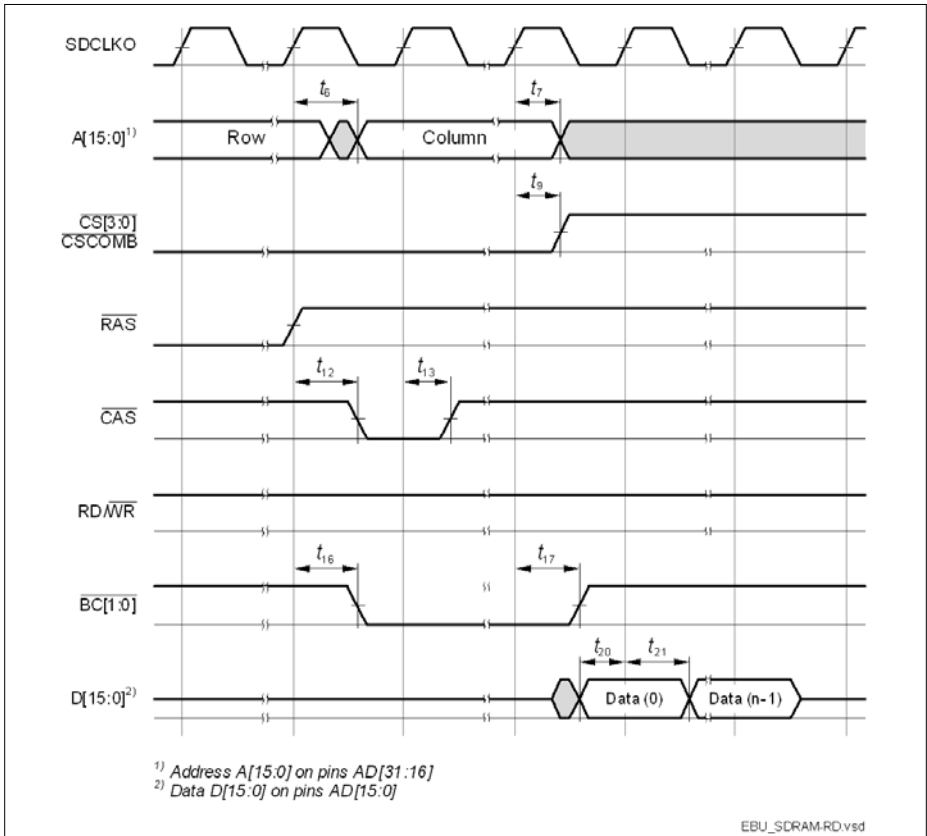 SDCLKO
t6
t7
A[15:0]1)
Row
Column
t9
CS[3:0]
CSCOMB
RAS
t12
t13
CAS
RD/WR
t16
t17
BC[1:0]
t20
t21
D[15:0]2)
Data (0)
Data (n-1)
1) Address A[15:0] on pins AD[31:16]
2) Data D[15:0] on pins AD[15:0]
EBU_SDRAM-RD.vsd